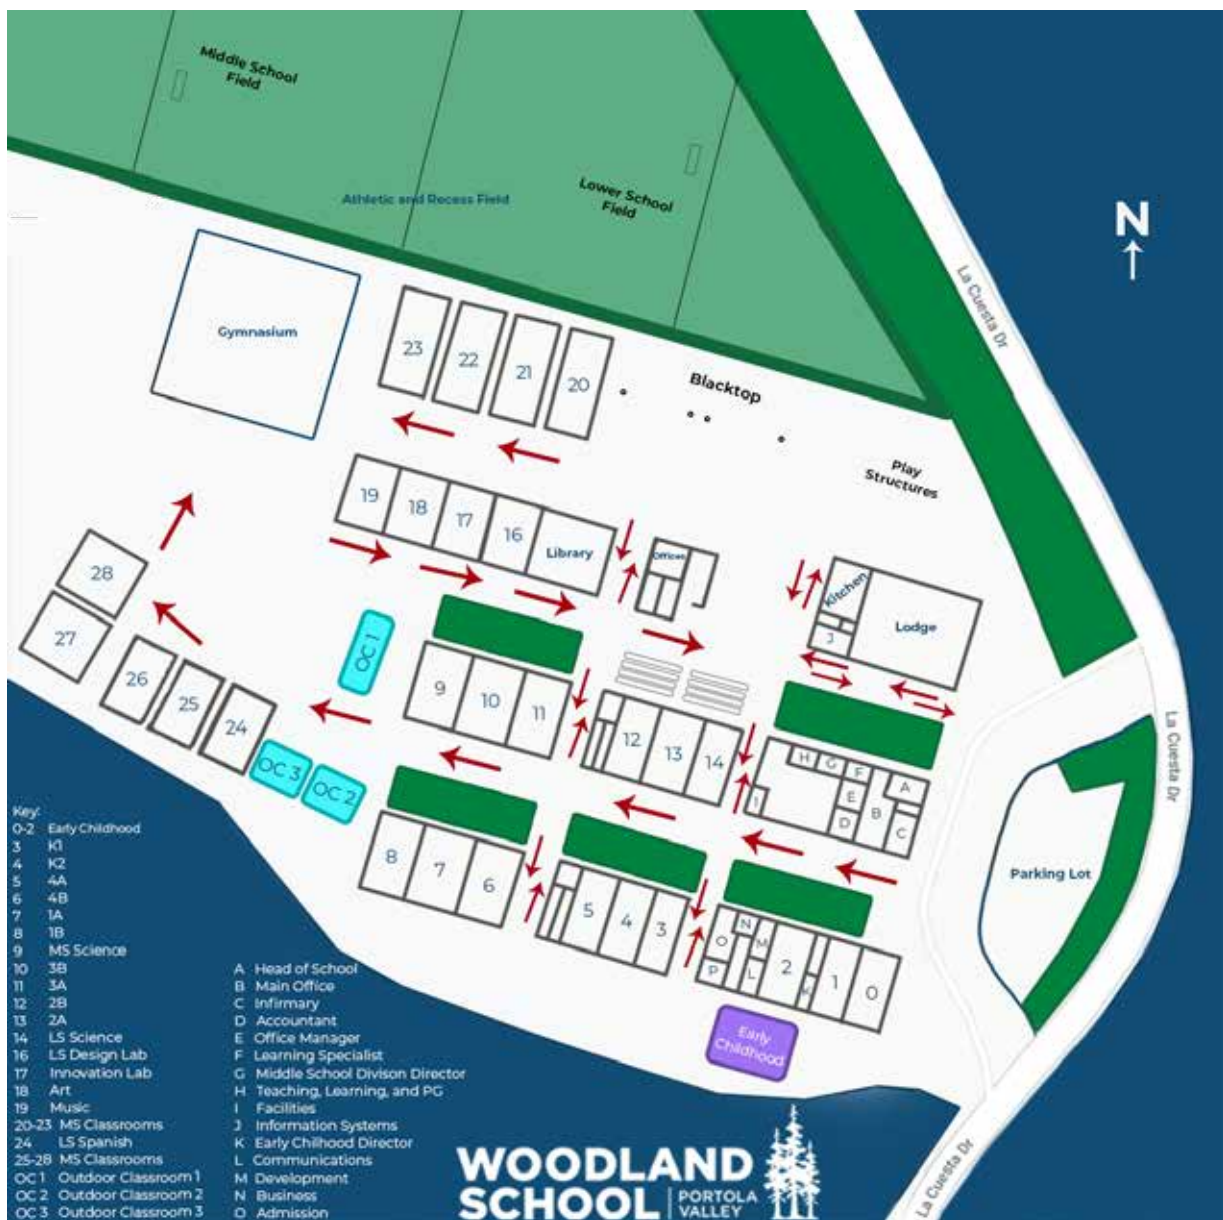 Middle School
Field
Lower School
Field
Athletic and Recess Field
N
La Cuesta Dr
Gymnasium
23
22
21
20
Blacktop
Play
Structures
19
18
17
16
Library
Offices
Kitchen
Lodge
J
28
27
26
25
24
OC 1
OC 3
OC 2
9
10
11
12
13
14
H
G
F
A
E
B
I
D
C
La Cuesta Dr
Parking Lot
8
7
6
5
4
3
N
O
M
P
L
2
K
1
0
Early
Childhood
La Cuesta Dr
Key:
0-2 Early Childhood
3 K1
4 K2
5 4A
6 4B
7 1A
8 1B
9 MS Science
10 3B
11 3A
12 2B
13 2A
14 LS Science
16 LS Design Lab
17 Innovation Lab
18 Art
19 Music
20-23 MS Classrooms
24 LS Spanish
25-28 MS Classrooms
OC 1 Outdoor Classroom 1
OC 2 Outdoor Classroom 2
OC 3 Outdoor Classroom 3
A Head of School
B Main Office
C Infirmary
D Accountant
E Office Manager
F Learning Specialist
G Middle School Divison Director
H Teaching, Learning, and PG
I Facilities
J Information Systems
K Early Chilhood Director
L Communications
M Development
N Business
O Admission
WOODLAND
SCHOOL
PORTOLA
VALLEY